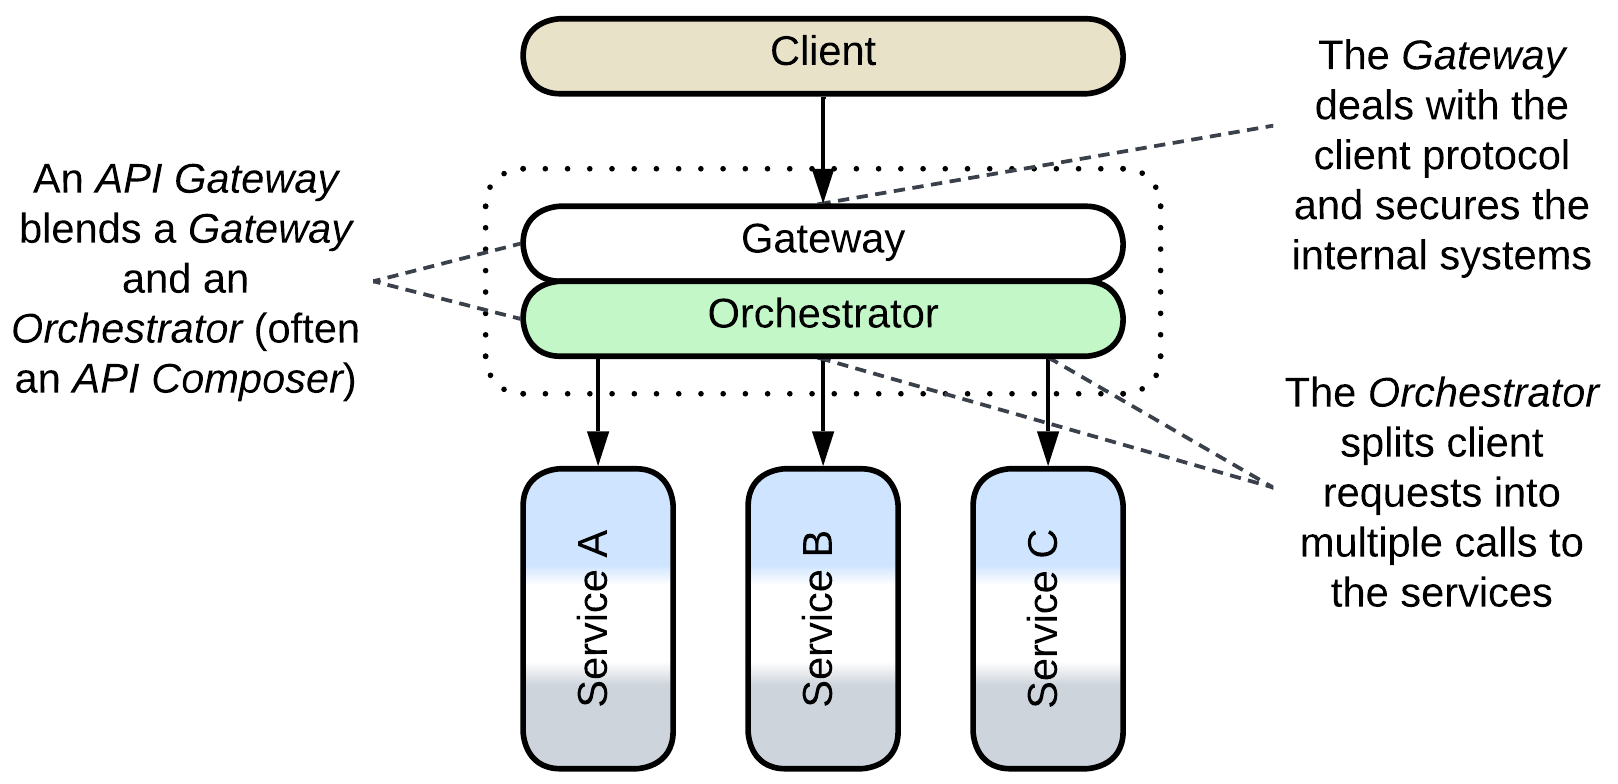 Client
The Gateway
deals with the
client protocol
and secures the
internal systems
An API Gateway
blends a Gateway
and an
Orchestrator (often
an API Composer)
Gateway
Orchestrator
The Orchestrator
splits client
requests into
multiple calls to
the services
Service A
Service B
Service C